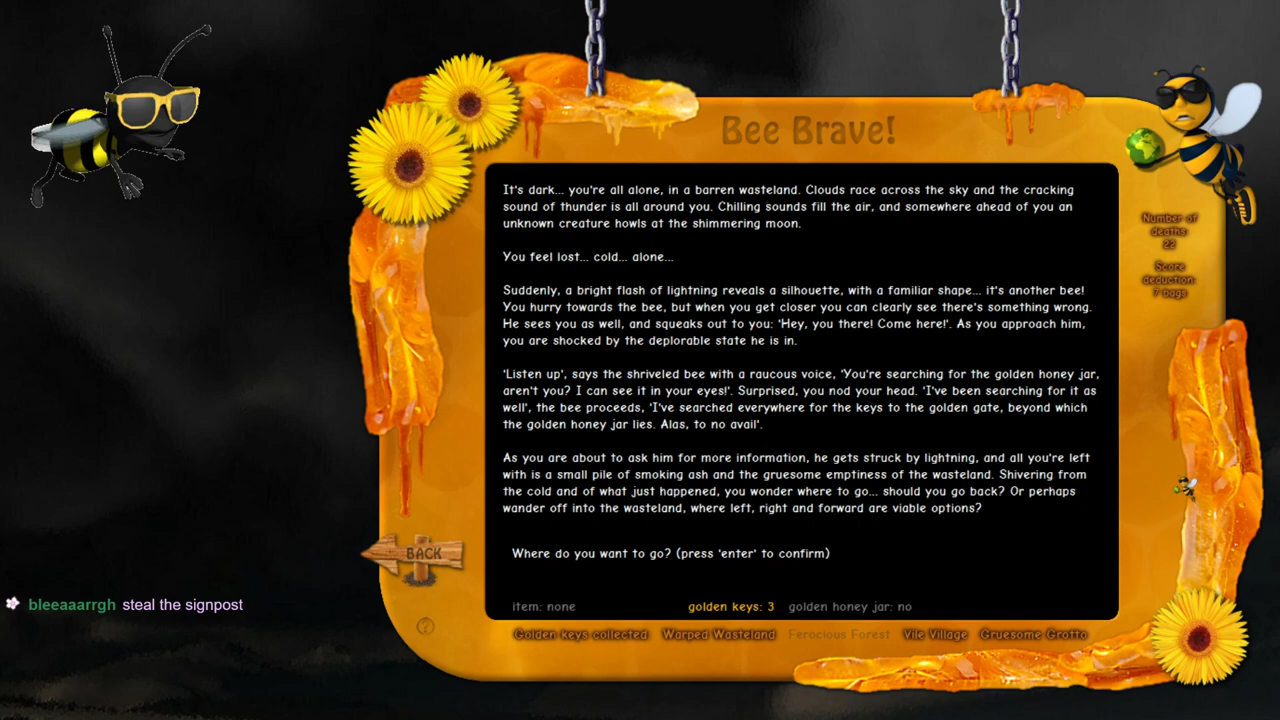 Bee Brave!
It's dark... you're all alone, in a barren wasteland. Clouds race across the sky and the cracking
sound of thunder is all around you. Chilling sounds fill the air, and somewhere ahead of you an
unknown creature howls at the shimmering moon.
You feel lost... cold... alone...
Suddenly, a bright flash of lightning reveals a silhouette, with a familiar shape... it's another bee!
You hurry towards the bee, but when you get closer you can clearly see there's something wrong.
He sees you as well, and squeaks out to you: 'Hey, you there! Come here!'. As you approach him,
you are shocked by the deplorable state he is in.
'Listen up', says the shriveled bee with a raucous voice, 'You're searching for the golden honey jar,
aren't you? I can see it in your eyes!'. Surprised, you nod your head. 'I've been searching for it as
well', the bee proceeds, 'I've searched everywhere for the keys to the golden gate, beyond which
the golden honey jar lies. Alas, to no avail'.
As you are about to ask him for more information, he gets struck by lightning, and all you're left
with is a small pile of smoking ash and the gruesome emptiness of the wasteland. Shivering from
the cold and of what just happened, you wonder where to go... should you go back? Or perhaps
wander off into the wasteland, where left, right and forward are viable options?
Where do you want to go? (press 'enter' to confirm)
item: none golden keys: 3 golden honey jar: no
Golden keys collected Warped Wasteland Ferocious Forest Vile Village Gruesome Grotto
Number of
deaths:
22
Score
deduction:
7 bags
BACK
?
bleeaaarrgh steal the signpost